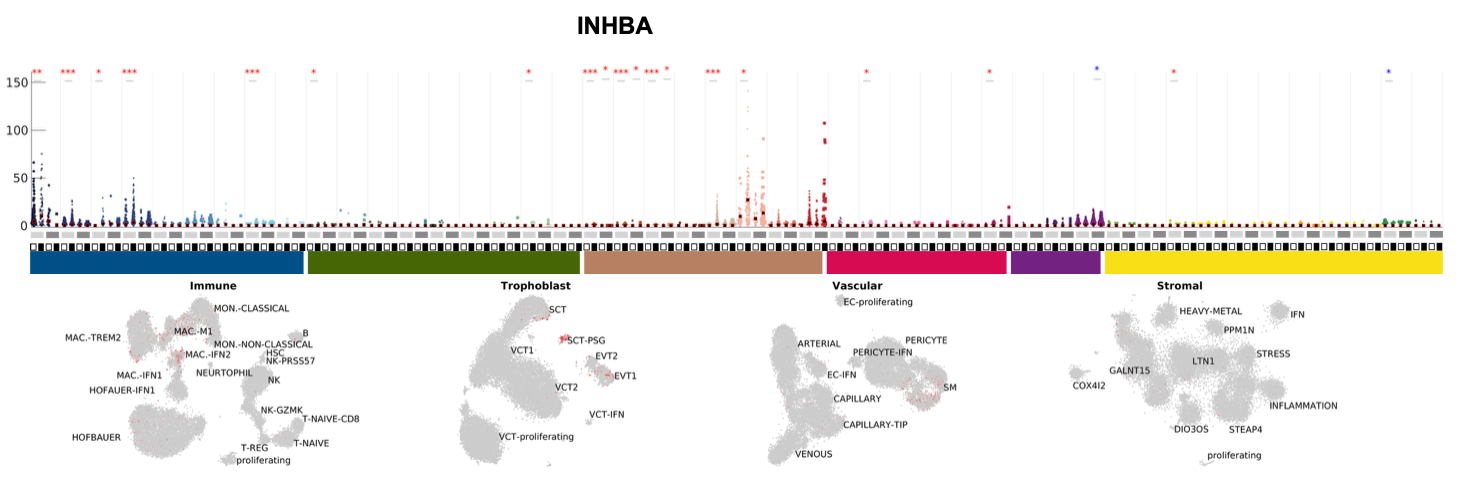 INHBA
** *** * *** *** * * *** * *** * *** * *** * * * * * *
150
100
50
0
Immune Trophoblast Vascular Stromal
MON.-CLASSICAL
MAC.-TREM2
MAC.-M1
MON.-NON-CLASSICAL
B
MAC.-IFN2
HSC
NK-PRSS57
MAC.-IFN1
NEURTOPHIL
NK
HOFAUER-IFN1
NK-GZMK
T-NAIVE-CD8
HOFBAUER
T-REG
T-NAIVE
proliferating
SCT
SCT-PSG
VCT1
EVT2
EVT1
VCT2
VCT-IFN
VCT-proliferating
EC-proliferating
ARTERIAL
PERICYTE
PERICYTE-IFN
EC-IFN
SM
CAPILLARY
CAPILLARY-TIP
VENOUS
HEAVY-METAL
IFN
PPM1N
STRESS
LTN1
GALNT15
COX4I2
INFLAMMATION
DIO3OS
STEAP4
proliferating